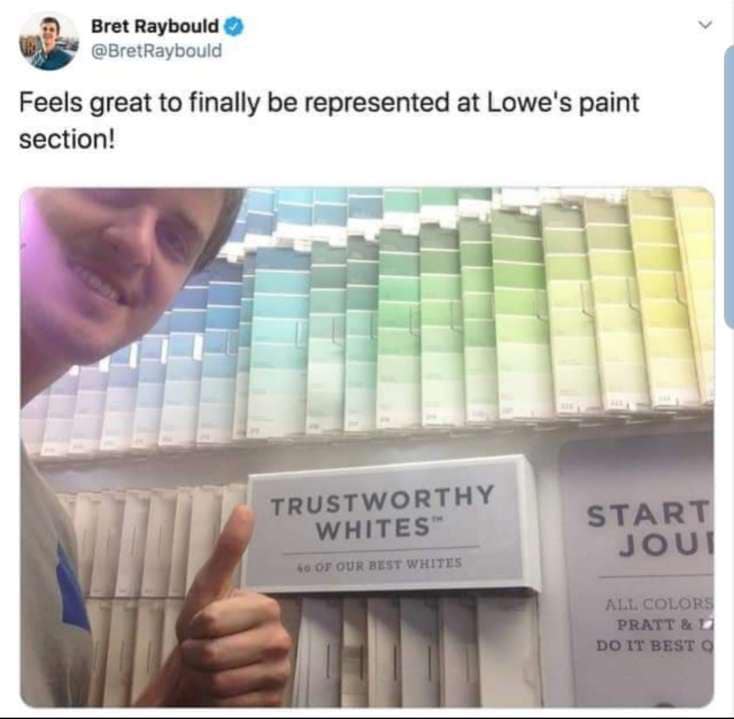 Bret Raybould
@BretRaybould
Feels great to finally be represented at Lowe's paint
section!
TRUSTWORTHY
WHITES™
40 OF OUR BEST WHITES
START
JOU
ALL COLORS
PRATT &
DO IT BEST